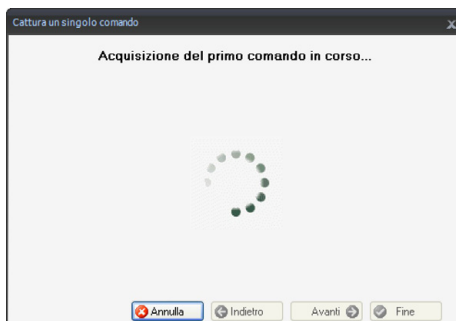 Cattura un singolo comando
Acquisizione del primo comando in corso...
Annulla Indietro Avanti Fine